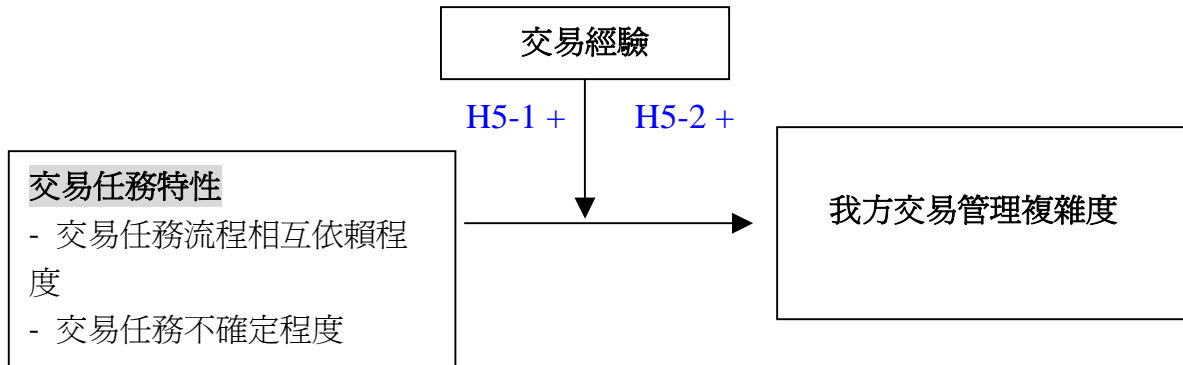 交易經驗
H5-1 + H5-2 +
交易任務特性
- 交易任務流程相互依賴程
度
- 交易任務不確定程度
我方交易管理複雜度